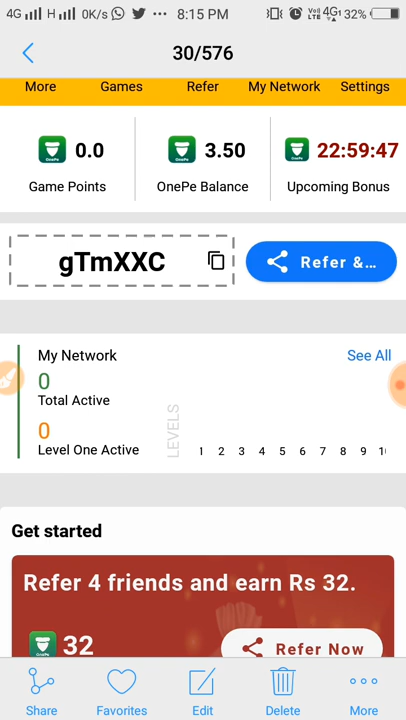 4G H 0K/s 8:15 PM 4G 32%
30/576
More Games Refer My Network Settings
0.0 3.50 22:59:47
Game Points OnePe Balance Upcoming Bonus
gTmXXC Refer &...
My Network See All
0
Total Active
0
Level One Active
LEVELS
1 2 3 4 5 6 7 8 9
Get started
Refer 4 friends and earn Rs 32.
OnePe 32 Refer Now
Share Favorites Edit Delete More